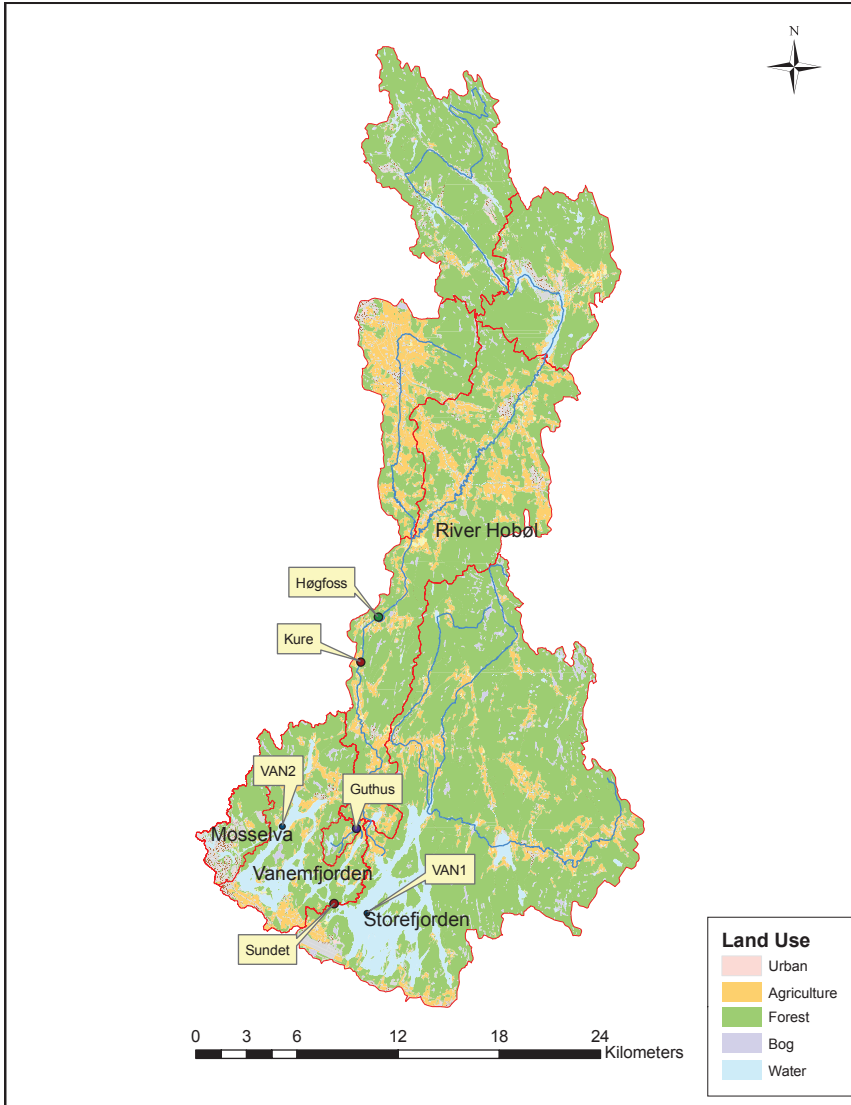 N
River Hobøl
Høgfoss
Kure
VAN2
Guthus
Mosselva
Vanemfjorden
VAN1
Storefjorden
Sundet
Land Use
Urban
Agriculture
Forest
Bog
Water
0 3 6 12 18 24
Kilometers